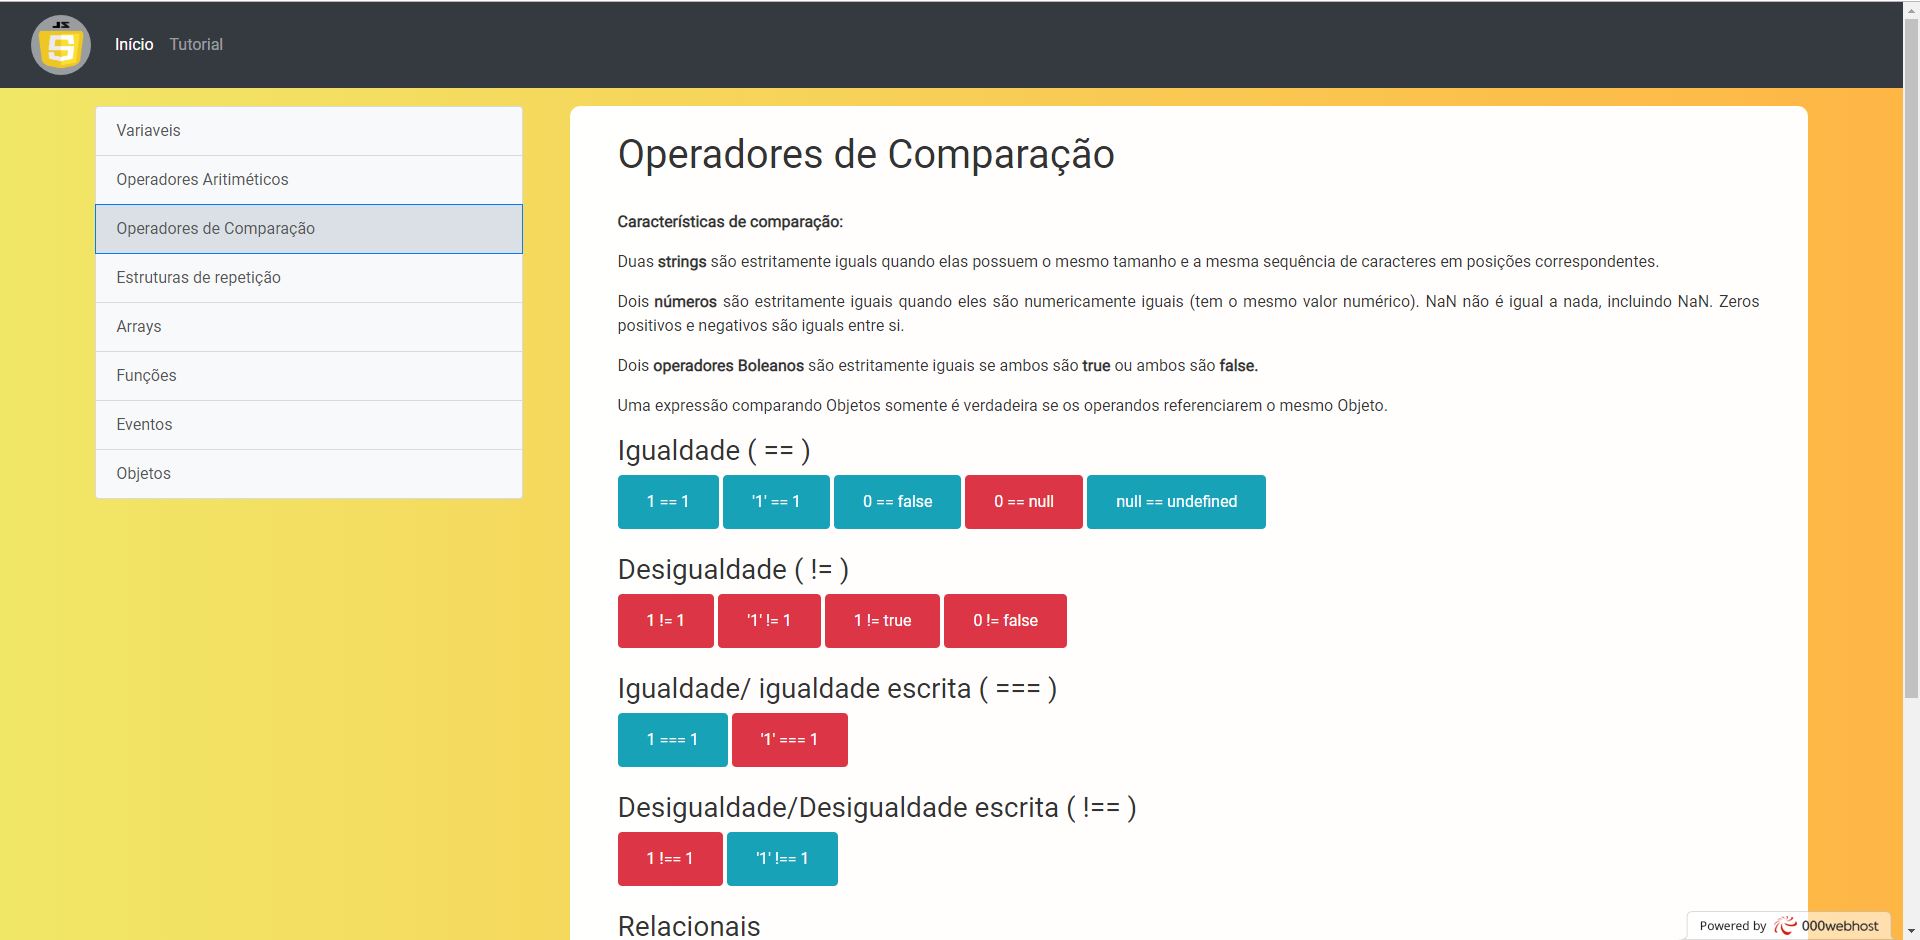 JS
Início Tutorial
Variaveis
Operadores Aritiméticos
Operadores de Comparação
Estruturas de repetição
Arrays
Funções
Eventos
Objetos
Operadores de Comparação
Características de comparação:
Duas strings são estritamente iguals quando elas possuem o mesmo tamanho e a mesma sequência de caracteres em posições correspondentes.
Dois números são estritamente iguais quando eles são numericamente iguais (tem o mesmo valor numérico). NaN não é igual a nada, incluindo NaN. Zeros
positivos e negativos são iguals entre si.
Dois operadores Boleanos são estritamente iguais se ambos são true ou ambos são false.
Uma expressão comparando Objetos somente é verdadeira se os operandos referenciarem o mesmo Objeto.
Igualdade ( == )
1 == 1 '1' == 1 0 == false 0 == null null == undefined
Desigualdade ( != )
1 != 1 '1' != 1 1 != true 0 != false
Igualdade/ igualdade escrita ( === )
1 === 1 '1' === 1
Desigualdade/Desigualdade escrita ( !== )
1 !== 1 '1' !== 1
Relacionais
Powered by 000webhost